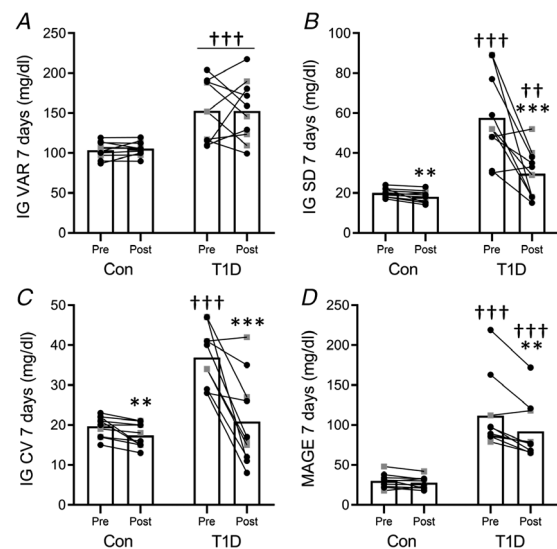 A
†††
IG VAR 7 days (mg/dl)
250
200
150
100
50
0
Pre Post Pre Post
Con T1D
B
†††
††
***
**
IG SD 7 days (mg/dl)
100
80
60
40
20
0
Pre Post Pre Post
Con T1D
C
†††
***
**
IG CV 7 days (mg/dl)
50
40
30
20
10
0
Pre Post Pre Post
Con T1D
D
†††
†††
**
MAGE 7 days (mg/dl)
250
200
150
100
50
0
Pre Post Pre Post
Con T1D